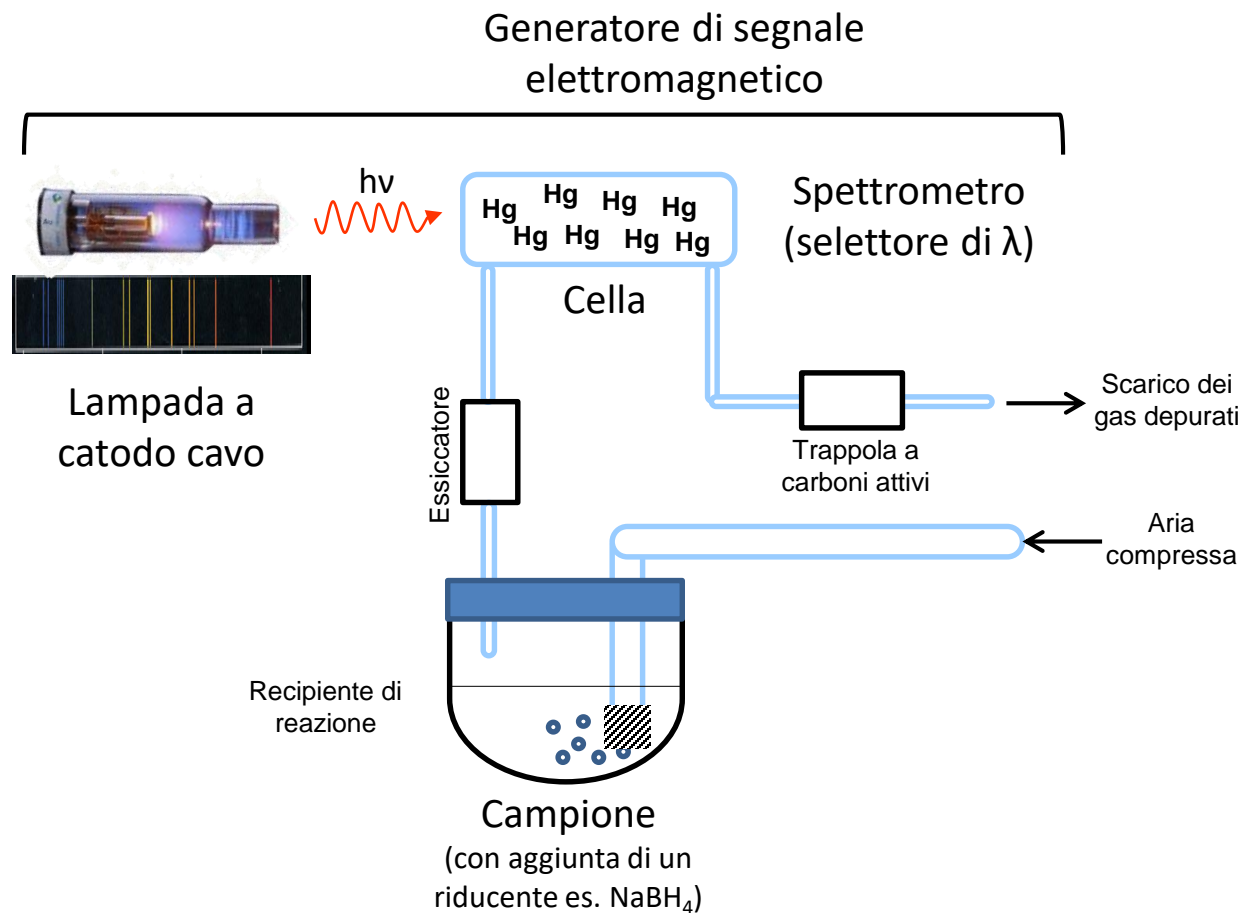 Generatore di segnale
elettromagnetico
hν
Hg
Hg
Hg
Hg
Hg
Hg
Hg
Hg
Spettrometro
(selettore di λ)
Cella
Lampada a
catodo cavo
Essiccatore
Trappola a
carboni attivi
Scarico dei
gas depurati
Aria
compressa
Recipiente di
reazione
Campione
(con aggiunta di un
riducente es. NaBH₄)